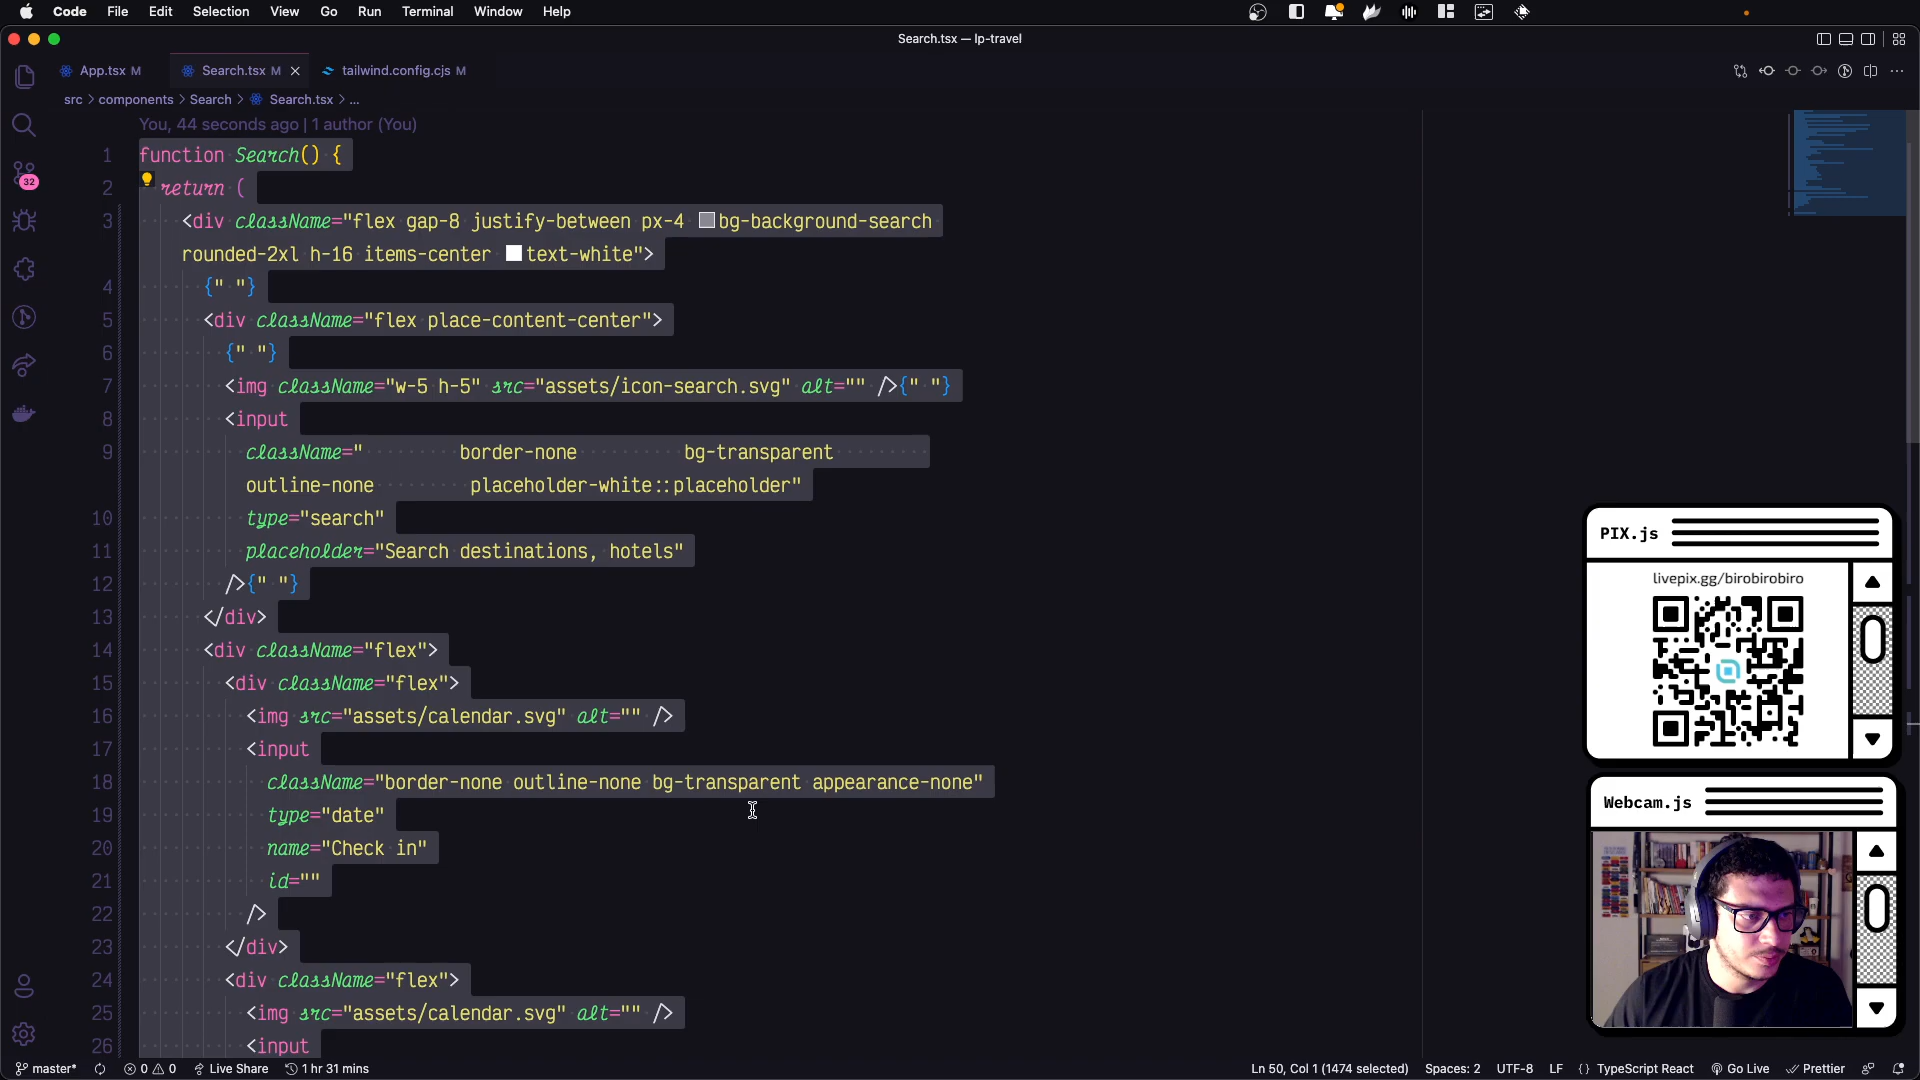 Code File Edit Selection View Go Run Terminal Window Help
Search.tsx — lp-travel
App.tsx M
Search.tsx M
tailwind.config.cjs M
src > components > Search > Search.tsx > ...
You, 44 seconds ago | 1 author (You)
1 function Search() {
2 return (
3 <div className="flex gap-8 justify-between px-4 bg-background-search
rounded-2xl h-16 items-center text-white">
4 {" "}
5 <div className="flex place-content-center">
6 {" "}
7 <img className="w-5 h-5" src="assets/icon-search.svg" alt="" />{" "}
8 <input
9 className=" border-none bg-transparent
outline-none placeholder-white::placeholder"
10 type="search"
11 placeholder="Search destinations, hotels"
12 />{" "}
13 </div>
14 <div className="flex">
15 <div className="flex">
16 <img src="assets/calendar.svg" alt="" />
17 <input
18 className="border-none outline-none bg-transparent appearance-none"
19 type="date"
20 name="Check in"
21 id=""
22 />
23 </div>
24 <div className="flex">
25 <img src="assets/calendar.svg" alt="" />
26 <input
32
PIX.js
livepix.gg/birobirobiro
Webcam.js
master* 0 0 Live Share 1 hr 31 mins
Ln 50, Col 1 (1474 selected) Spaces: 2 UTF-8 LF {} TypeScript React Go Live Prettier